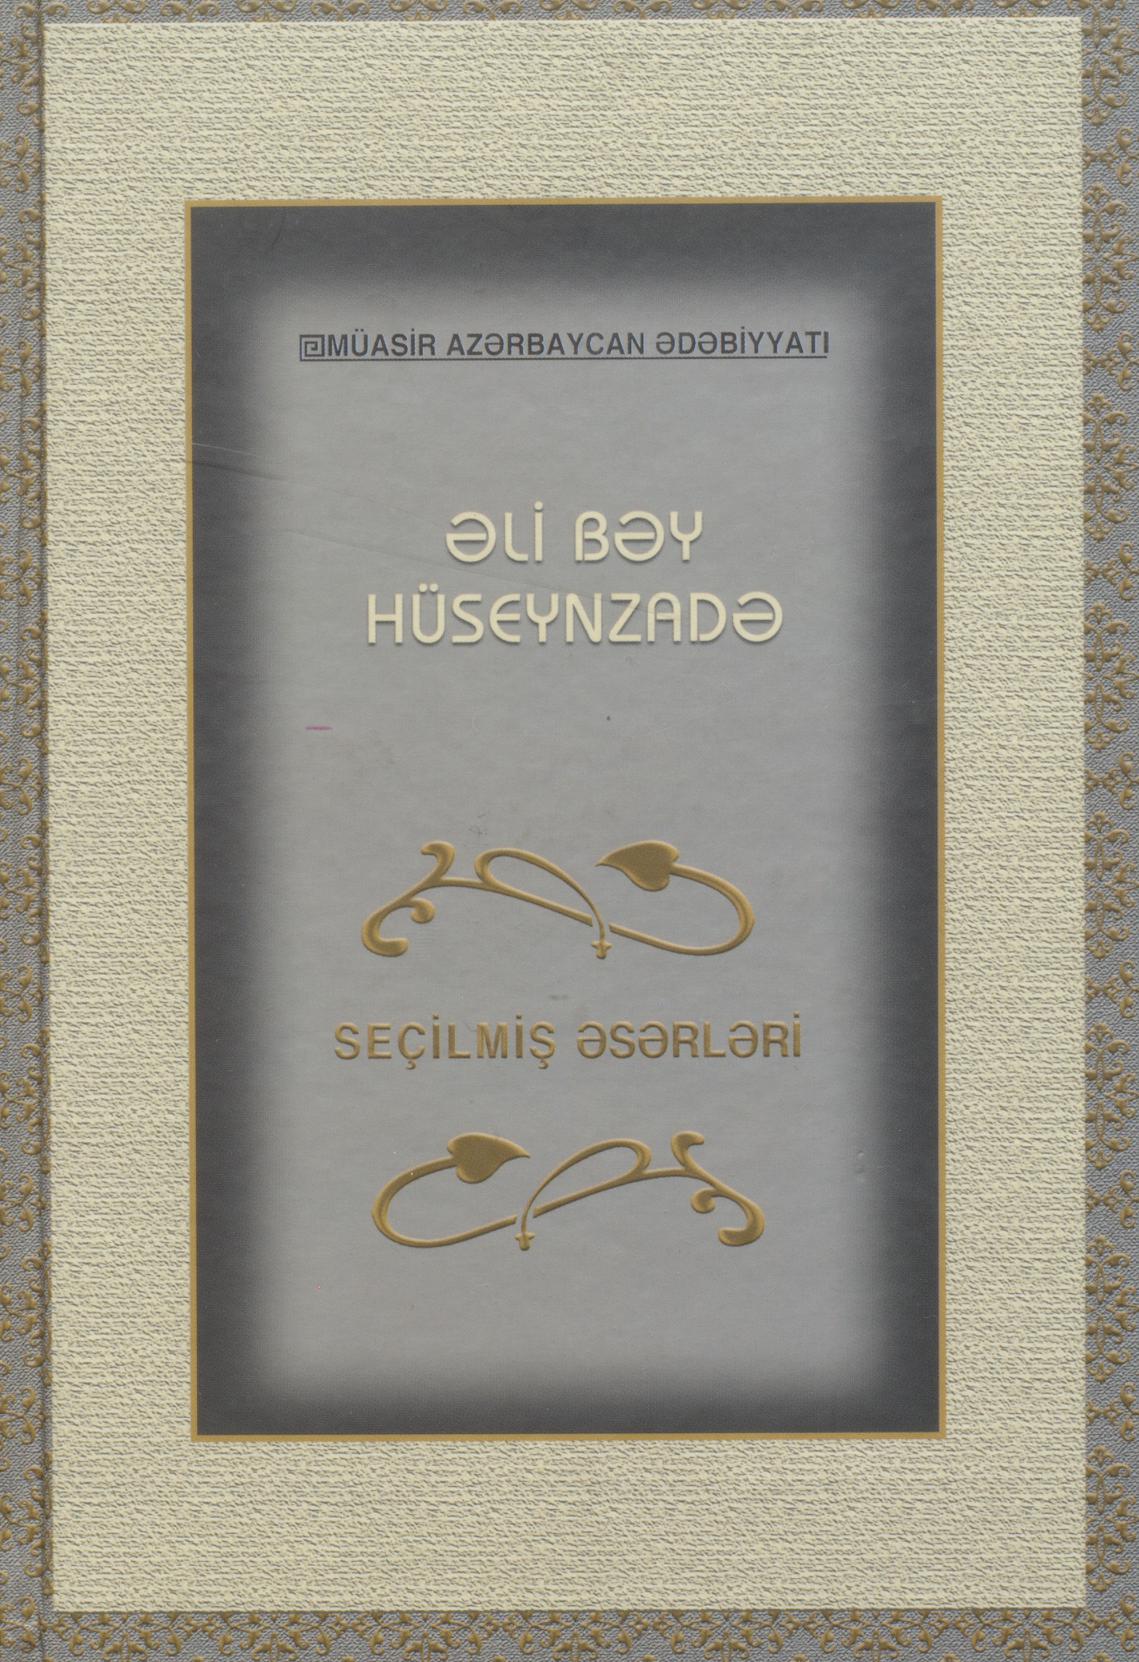 MÜASİR AZƏRBAYCAN ƏDƏBİYYATI
ƏLİ BƏY
HÜSEYNZADƏ
SEÇİLMİŞ ƏSƏRLƏRİ